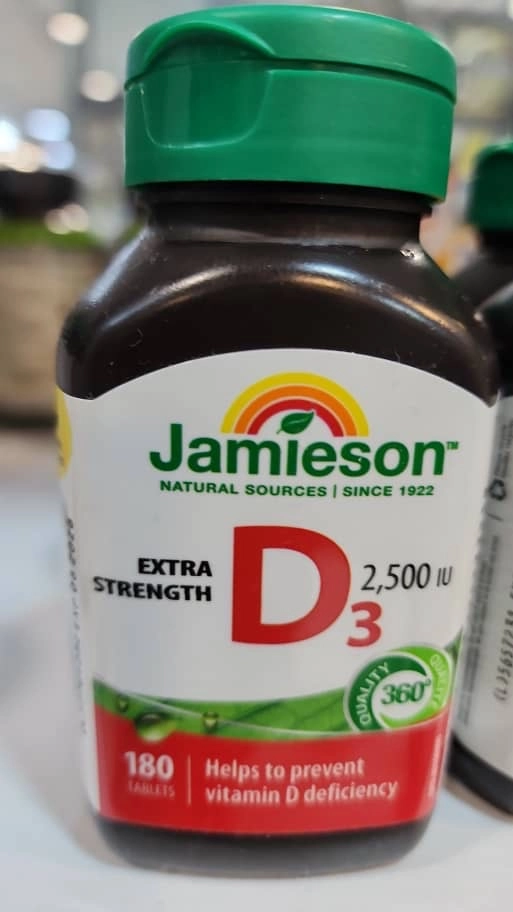 Jamieson™
NATURAL SOURCES | SINCE 1922
EXTRA
STRENGTH
D3
2,500 IU
QUALITY
360°
QUALITY
180
TABLETS
Helps to prevent
vitamin D deficiency